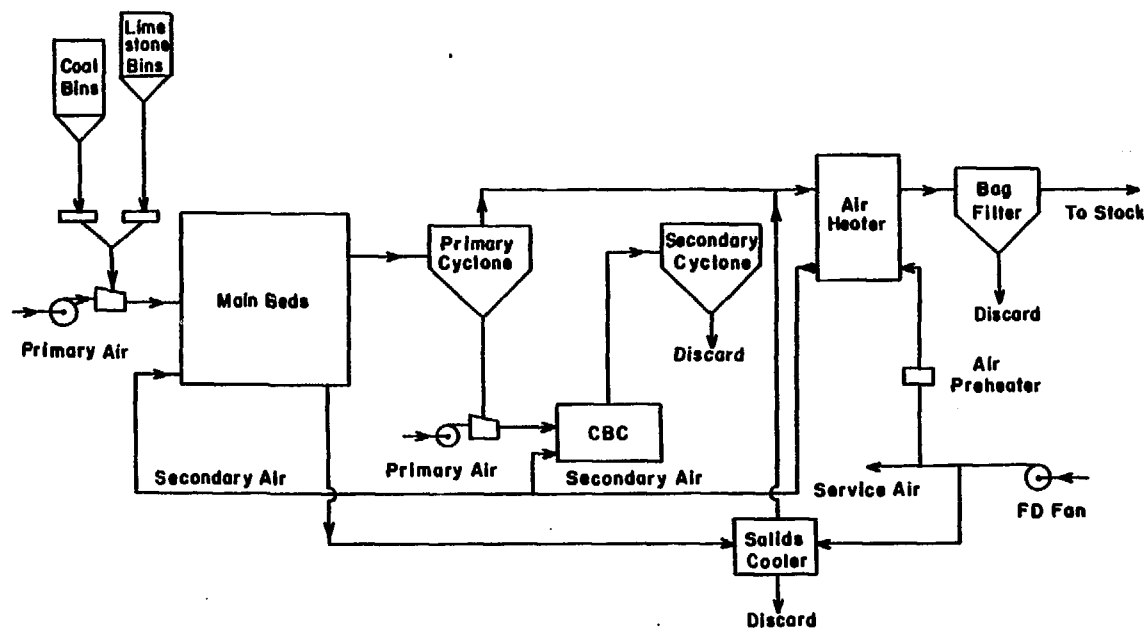 Lime
stone
Bins
Coal
Bins
Primary
Cyclone
Secondary
Cyclone
Air
Heater
Bag
Filter
To Stock
Main Beds
Primary Air
Discard
Discard
Air
Preheater
CBC
Primary Air
Secondary Air
Secondary Air
Service Air
FD Fan
Salids
Cooler
Discard